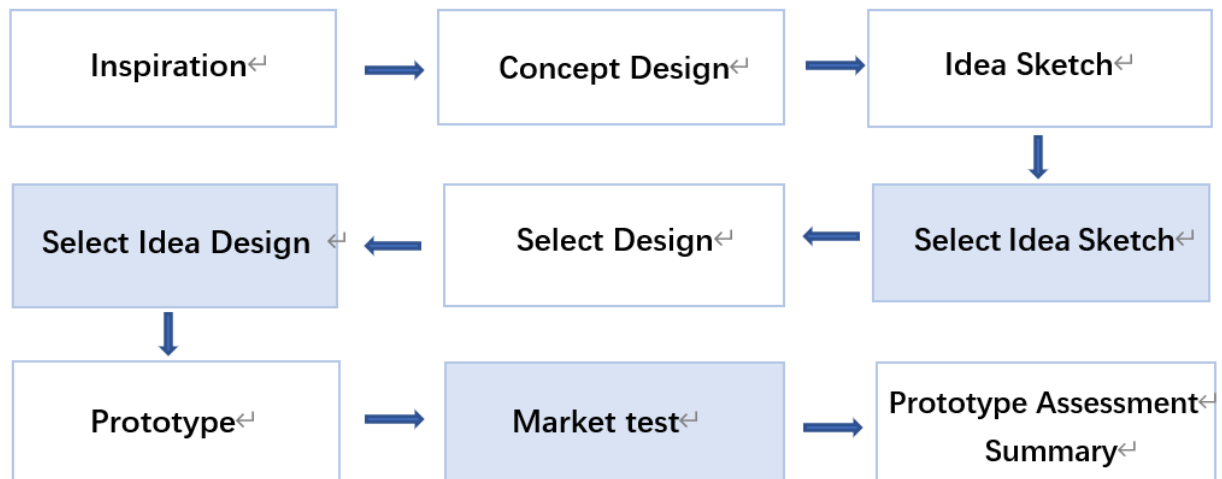 Inspiration
Concept Design
Idea Sketch
Select Idea Design
Select Design
Select Idea Sketch
Prototype
Market test
Prototype Assessment
Summary